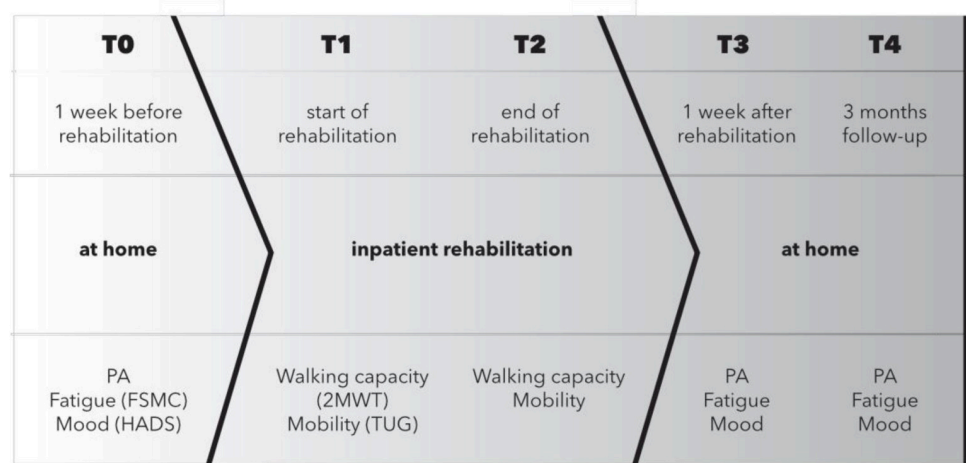 T0 T1 T2 T3 T4
1 week before start of end of 1 week after 3 months
rehabilitation rehabilitation rehabilitation rehabilitation follow-up
at home inpatient rehabilitation at home
PA Walking capacity Walking capacity PA PA
Fatigue (FSMC) (2MWT) Mobility Fatigue Fatigue
Mood (HADS) Mobility (TUG) Mood Mood